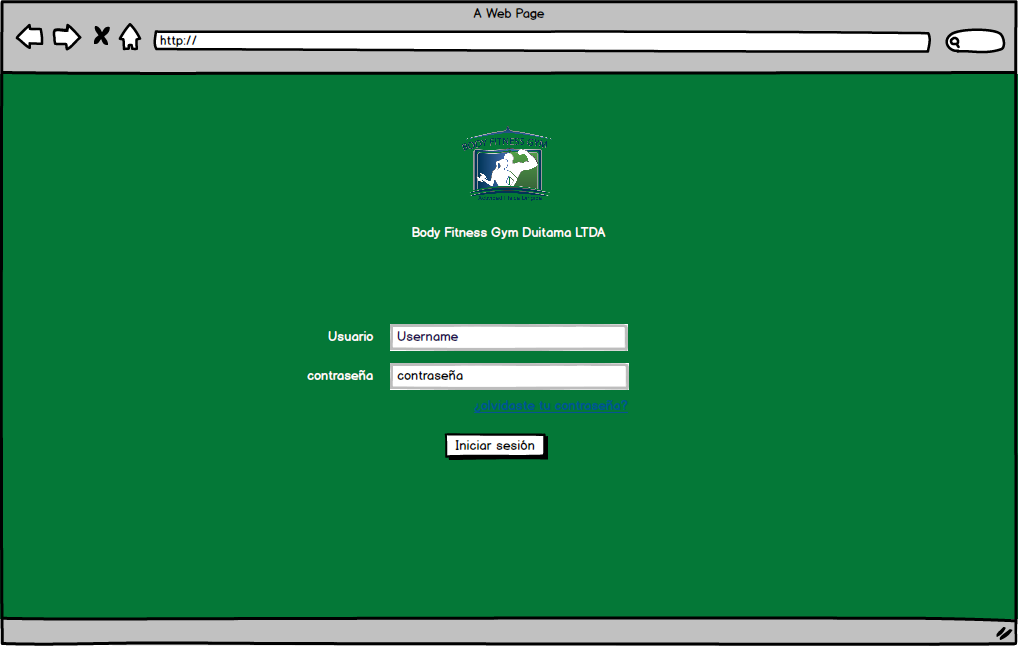 A Web Page
http://
BODY FITNESS GYM
Body Fitness Gym Duitama LTDA
Usuario
Username
contraseña
contraseña
¿olvidaste tu contraseña?
Iniciar sesión